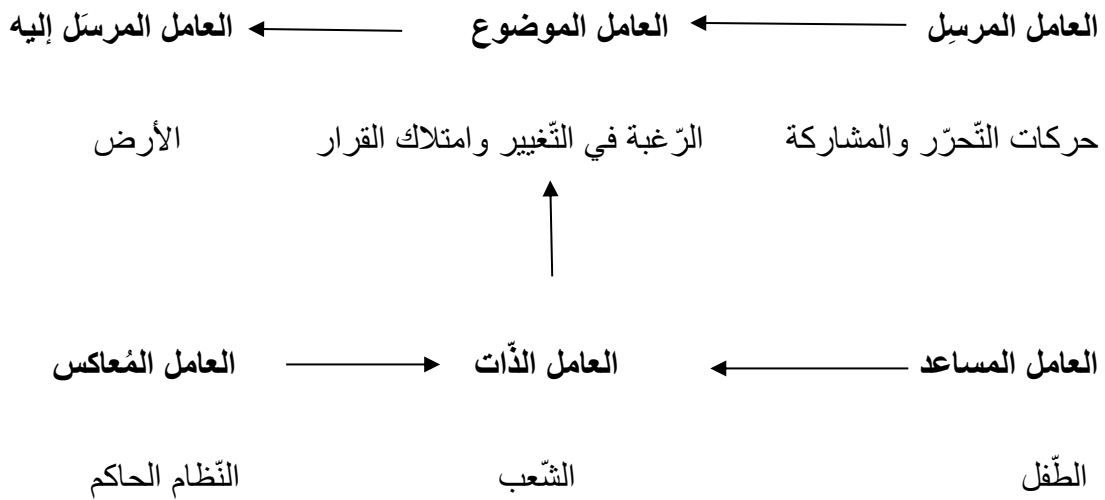 العامل المرسِل العامل الموضوع العامل المرسَل إليه
حركات التّحرّر والمشاركة الرّغبة في التّغيير وامتلاك القرار الأرض
العامل المساعد العامل الذّات العامل المُعاكس
الطّفل الشّعب النّظام الحاكم